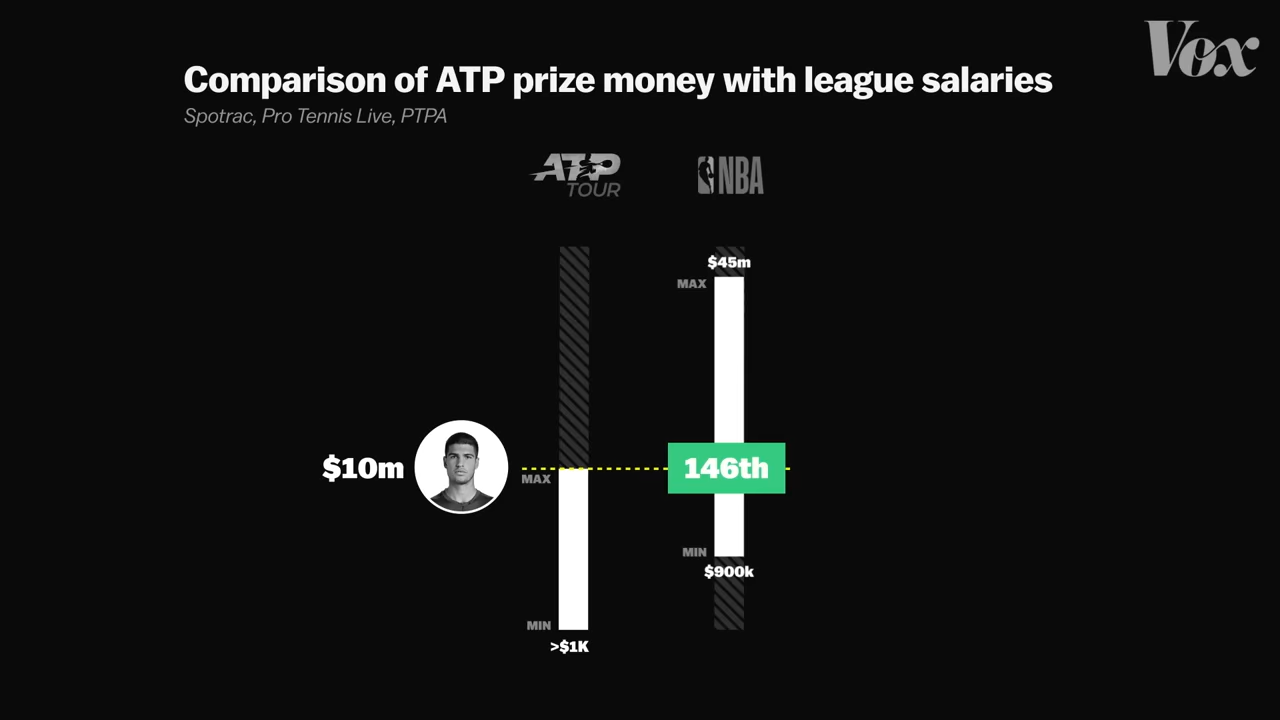 Vox
Comparison of ATP prize money with league salaries
Spotrac, Pro Tennis Live, PTPA
ATP
TOUR
NBA
$45m
MAX
$10m
146th
MAX
MIN
$900k
MIN
>$1K